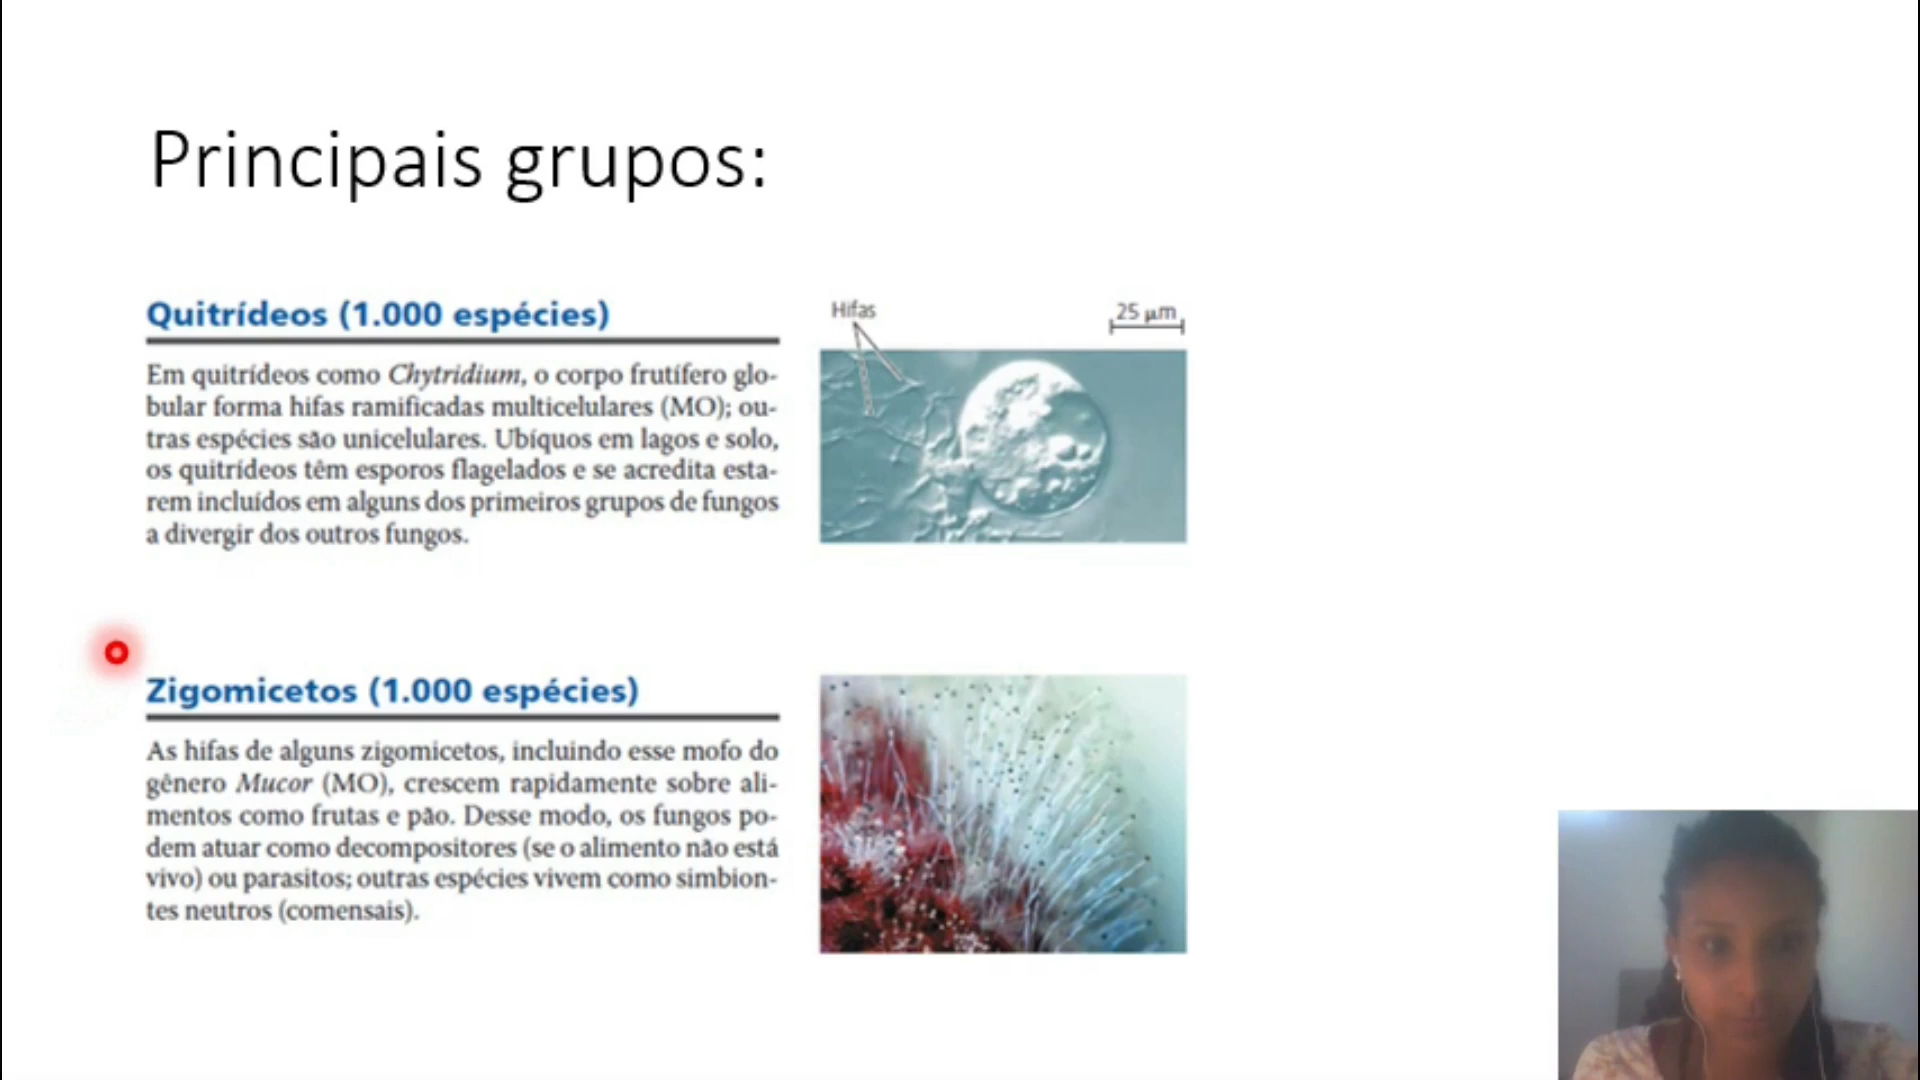 Principais grupos:
Quitrídeos (1.000 espécies)
Em quitrídeos como Chytridium, o corpo frutífero glo-
bular forma hifas ramificadas multicelulares (MO); ou-
tras espécies são unicelulares. Ubíquos em lagos e solo,
os quitrídeos têm esporos flagelados e se acredita esta-
rem incluídos em alguns dos primeiros grupos de fungos
a divergir dos outros fungos.
Hifas
25 μm
Zigomicetos (1.000 espécies)
As hifas de alguns zigomicetos, incluindo esse mofo do
gênero Mucor (MO), crescem rapidamente sobre ali-
mentos como frutas e pão. Desse modo, os fungos po-
dem atuar como decompositores (se o alimento não está
vivo) ou parasitos; outras espécies vivem como simbion-
tes neutros (comensais).